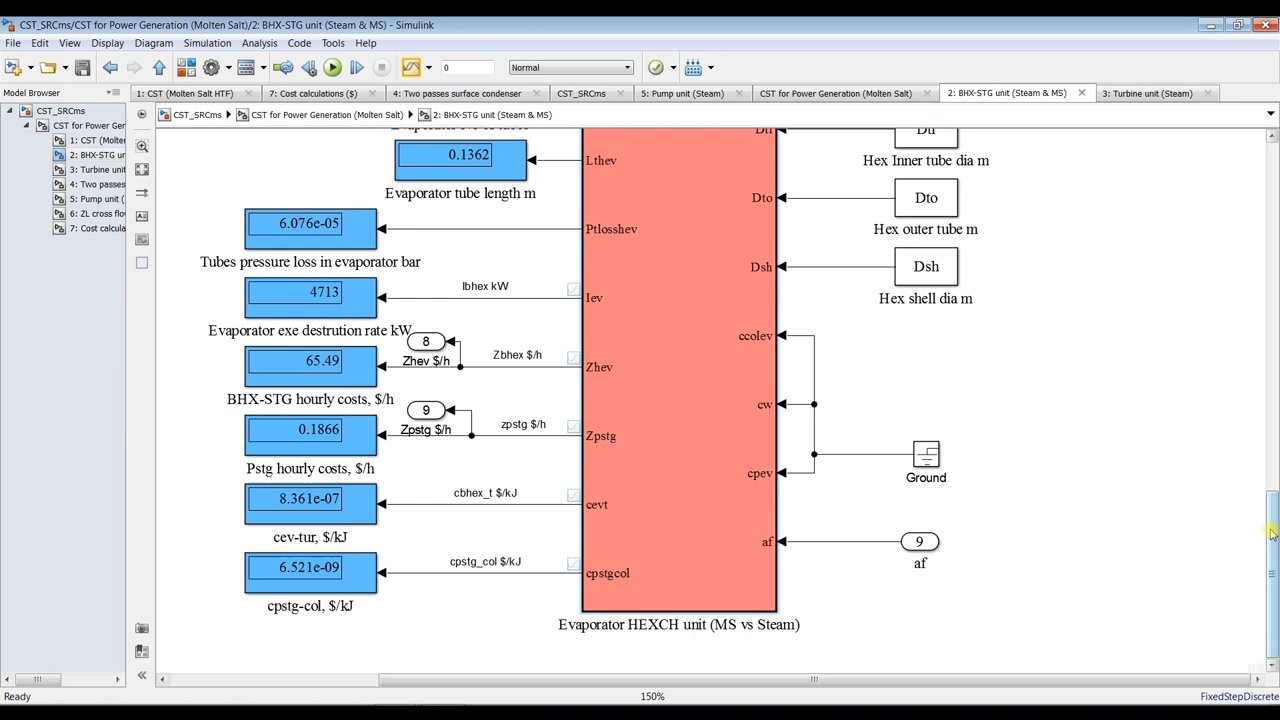 CST_SRCms/CST for Power Generation (Molten Salt)/2: BHX-STG unit (Steam & MS) - Simulink
File Edit View Display Diagram Simulation Analysis Code Tools Help
0
Normal
Model Browser
1: CST (Molten Salt HTF)
7: Cost calculations ($)
4: Two passes surface condenser
CST_SRCms
5: Pump unit (Steam)
CST for Power Generation (Molten Salt)
2: BHX-STG unit (Steam & MS)
3: Turbine unit (Steam)
CST_SRCms
CST for Power Gener
1: CST (Molten
2: BHX-STG un
3: Turbine unit
4: Two passes
5: Pump unit (
6: ZL cross flo
7: Cost calcula
CST_SRCms
CST for Power Generation (Molten Salt)
2: BHX-STG unit (Steam & MS)
0.1362
Evaporator tube length m
6.076e-05
Tubes pressure loss in evaporator bar
4713
Ibhex kW
Evaporator exe destrution rate kW
8
Zhev $/h
65.49
Zbhex $/h
BHX-STG hourly costs, $/h
9
Zpstg $/h
0.1866
zpstg $/h
Pstg hourly costs, $/h
8.361e-07
cbhex_t $/kJ
cev-tur, $/kJ
6.521e-09
cpstg_col $/kJ
cpstg-col, $/kJ
Lthev
Ptlosshev
Iev
Zhev
Zpstg
cevt
cpstgcol
Dti
Dto
Dsh
ccolev
cw
cpev
af
Evaporator HEXCH unit (MS vs Steam)
Dti
Hex Inner tube dia m
Dto
Hex outer tube m
Dsh
Hex shell dia m
Ground
9
af
Ready
150%
FixedStepDiscrete